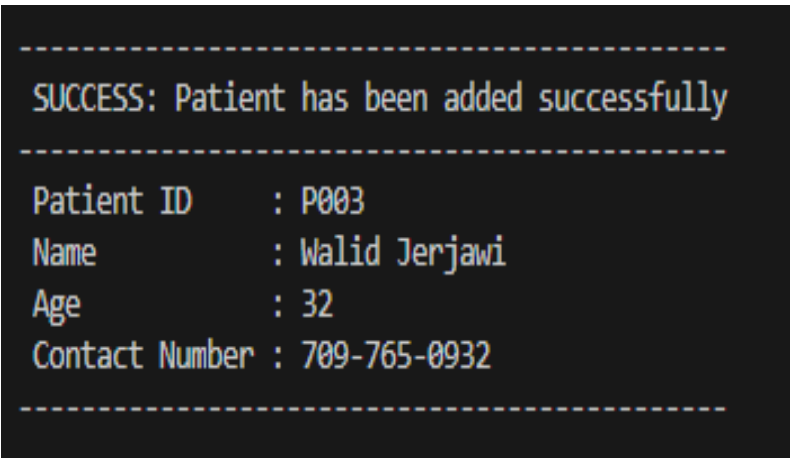 ---------------------------------------------
SUCCESS: Patient has been added successfully
---------------------------------------------
Patient ID     : P003
Name           : Walid Jerjawi
Age            : 32
Contact Number : 709-765-0932
---------------------------------------------